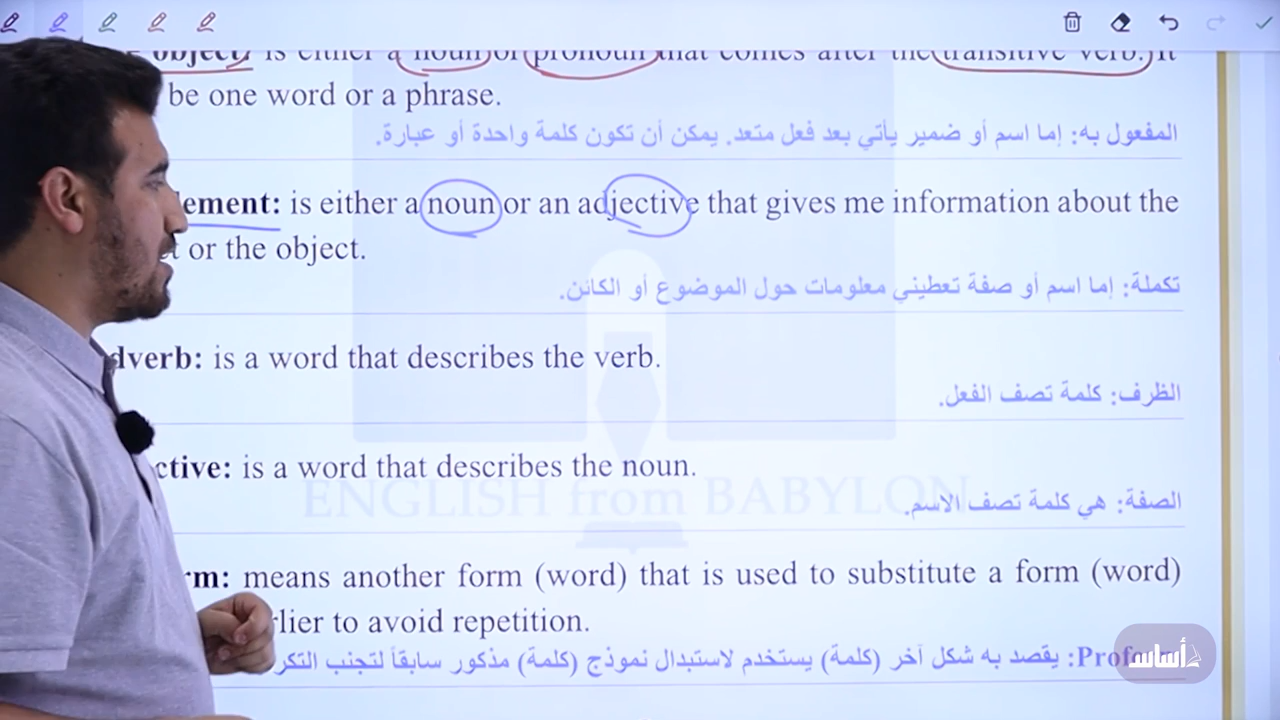 object: is either a noun or pronoun that comes after the transitive verb. It
be one word or a phrase.
المفعول به: إما اسم أو ضمير يأتي بعد فعل متعد. يمكن أن تكون كلمة واحدة أو عبارة.
ement: is either a noun or an adjective that gives me information about the
or the object.
تكملة: إما اسم أو صفة تعطيني معلومات حول الموضوع أو الكائن.
dverb: is a word that describes the verb.
الظرف: كلمة تصف الفعل.
ctive: is a word that describes the noun.
ENGLISH from BABYLON
الصفة: هي كلمة تصف الاسم.
rm: means another form (word) that is used to substitute a form (word)
rlier to avoid repetition.
Profo: يقصد به شكل آخر (كلمة) يستخدم لاستبدال نموذج (كلمة) مذكور سابقاً لتجنب التكر
أساس